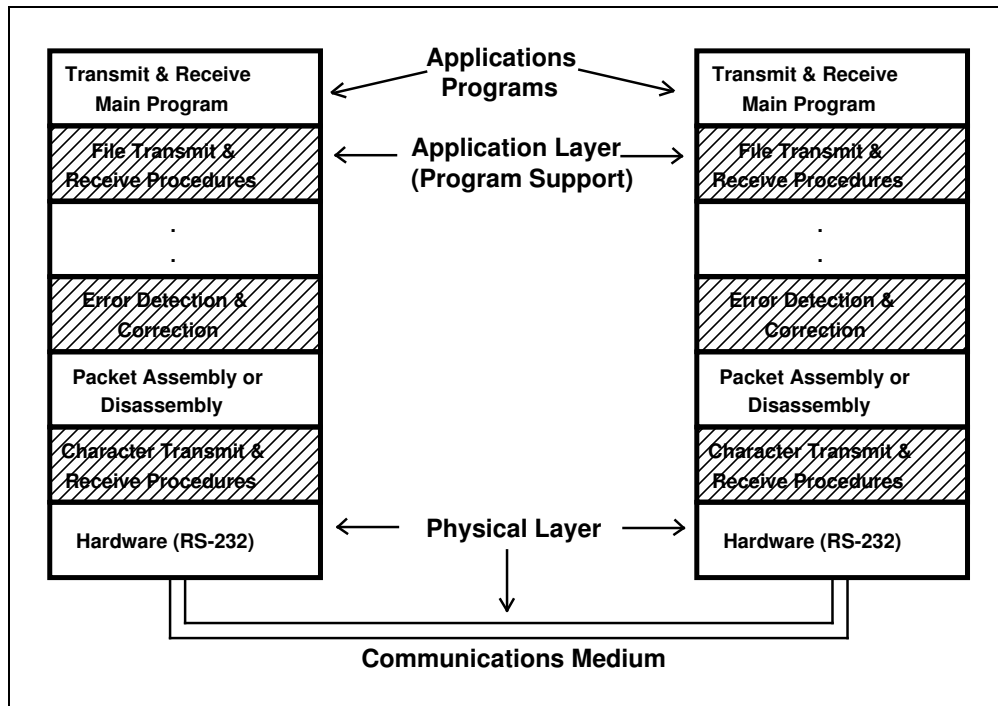 Applications
Programs
Transmit & Receive
Main Program
Transmit & Receive
Main Program
File Transmit &
Receive Procedures
Application Layer
(Program Support)
File Transmit &
Receive Procedures
.
.
.
.
Error Detection &
Correction
Error Detection &
Correction
Packet Assembly or
Disassembly
Packet Assembly or
Disassembly
Character Transmit &
Receive Procedures
Character Transmit &
Receive Procedures
Hardware (RS-232)
Physical Layer
Hardware (RS-232)
Communications Medium